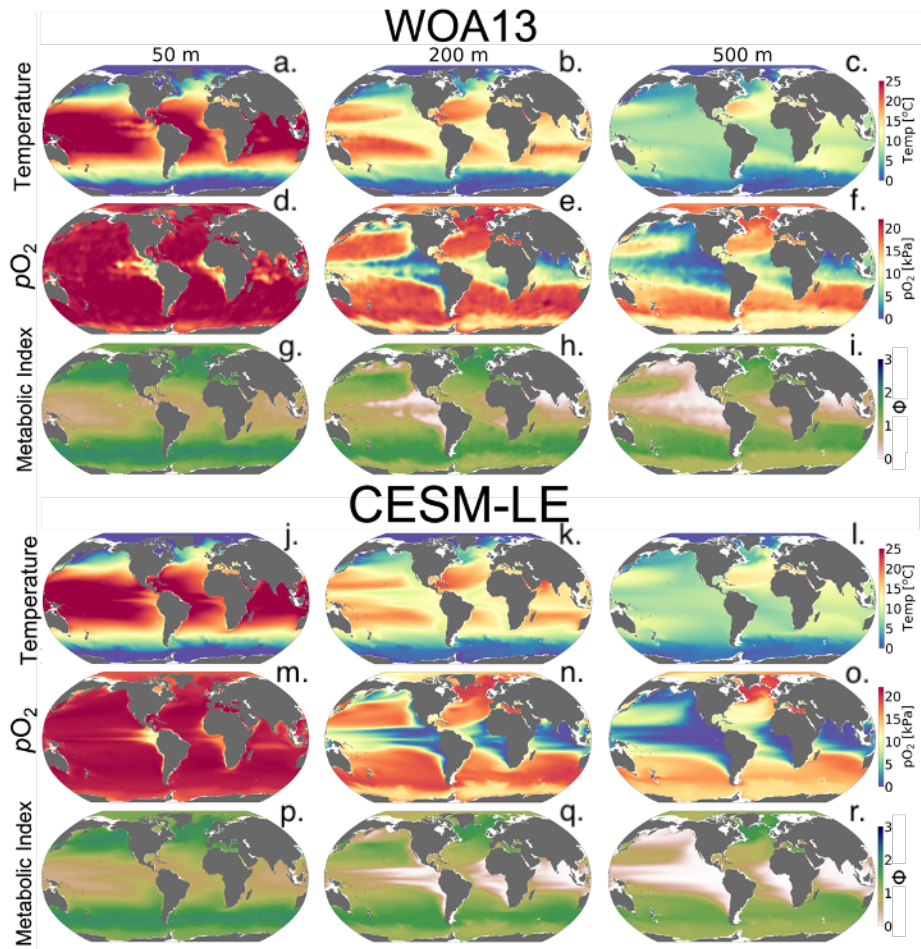 WOA13
50 m 200 m 500 m
Temperature a. b. c.
25
20
15
10
5
0
Temp [°C]
pO₂ d. e. f.
20
15
10
5
0
pO₂ [kPa]
Metabolic Index g. h. i.
3
2
1
0
Φ
CESM-LE
Temperature j. k. l.
25
20
15
10
5
0
Temp [°C]
pO₂ m. n. o.
20
15
10
5
0
pO₂ [kPa]
Metabolic Index p. q. r.
3
2
1
0
Φ